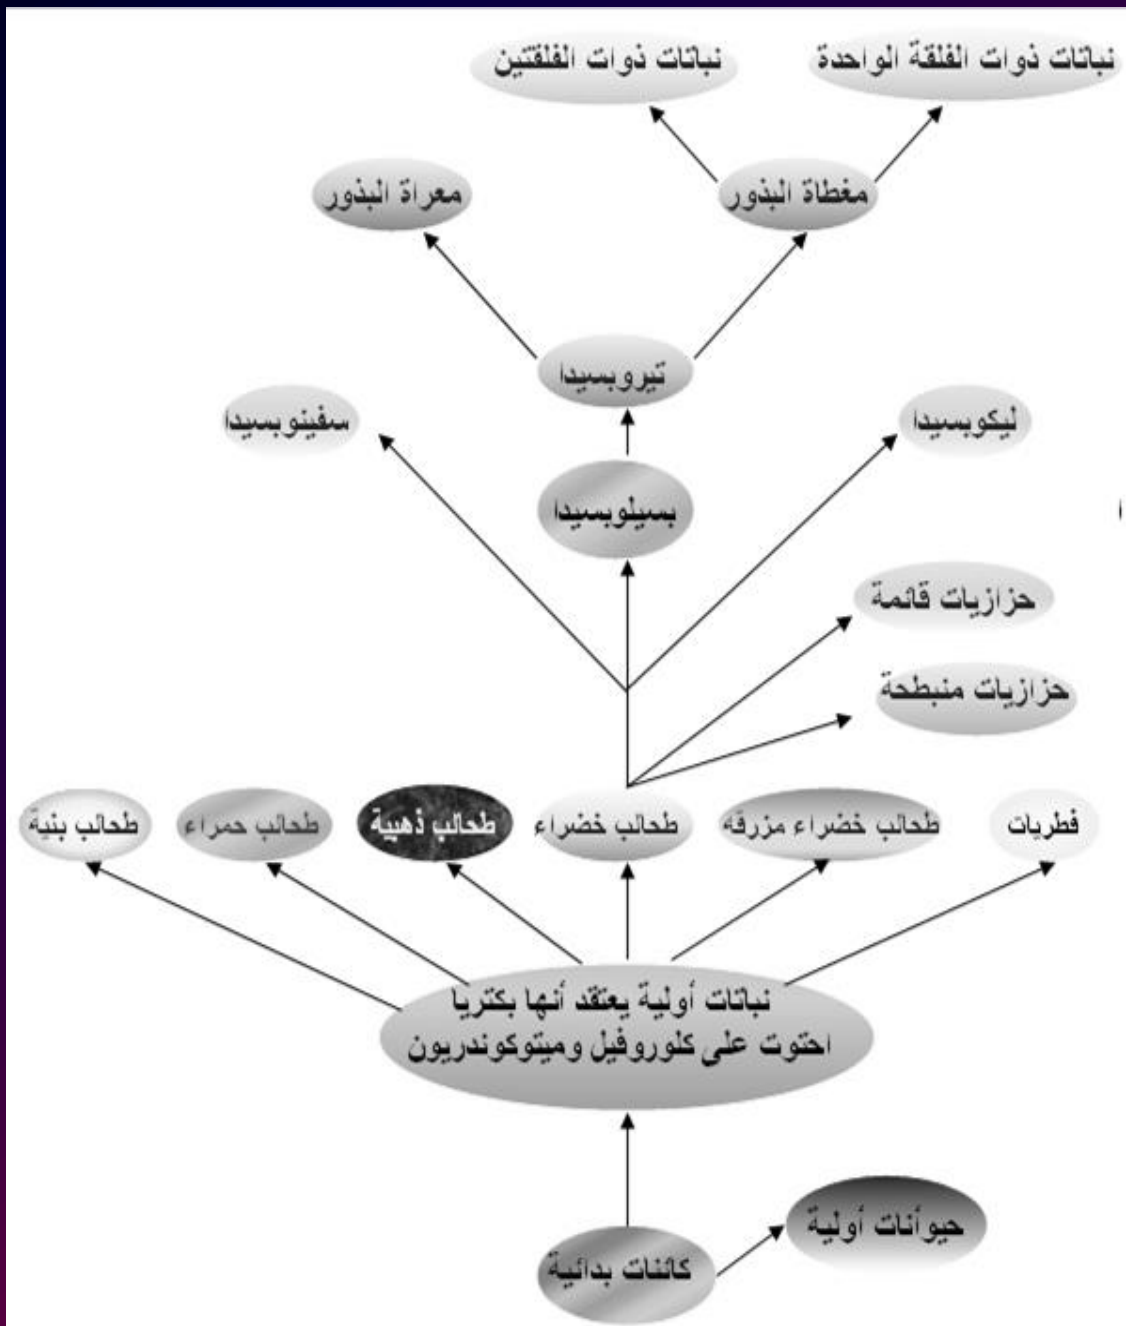 نباتات ذوات الفلقة الواحدة
نباتات ذوات الفلقتين
مغطاة البذور
معراة البذور
تيروبسيدا
ليكوبسيدا
سفينوبسيدا
بسيلوبسيدا
ا
حزازيات قائمة
حزازيات منبطحة
فطريات
طحالب خضراء مزرقه
طحالب خضراء
طحالب ذهبية
طحالب حمراء
طحالب بنية
نباتات أولية يعتقد أنها بكتريا
احتوت على كلوروفيل وميتوكوندريون
حيوأنات أولية
كائنات بدائية